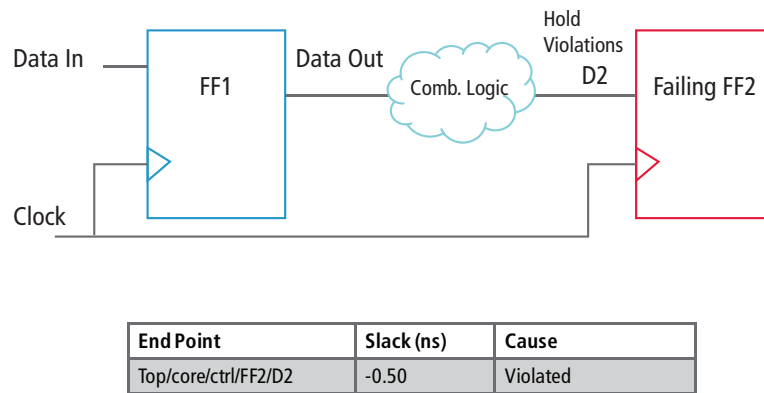 Hold
Violations
Data In
FF1
Data Out
Comb. Logic
D2
Failing FF2
Clock
End Point Slack (ns) Cause
Top/core/ctrl/FF2/D2 -0.50 Violated